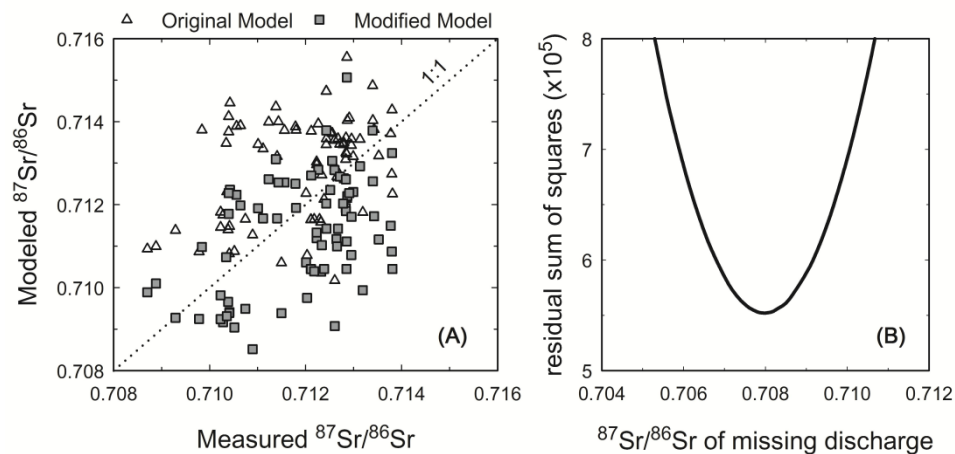 Original Model Modified Model
0.716
0.714
0.712
0.710
0.708
Modeled ⁸⁷Sr/⁸⁶Sr
1:1
(A)
0.708 0.710 0.712 0.714 0.716
Measured ⁸⁷Sr/⁸⁶Sr
residual sum of squares (x10⁵)
8
7
6
5
(B)
0.704 0.706 0.708 0.710 0.712
⁸⁷Sr/⁸⁶Sr of missing discharge